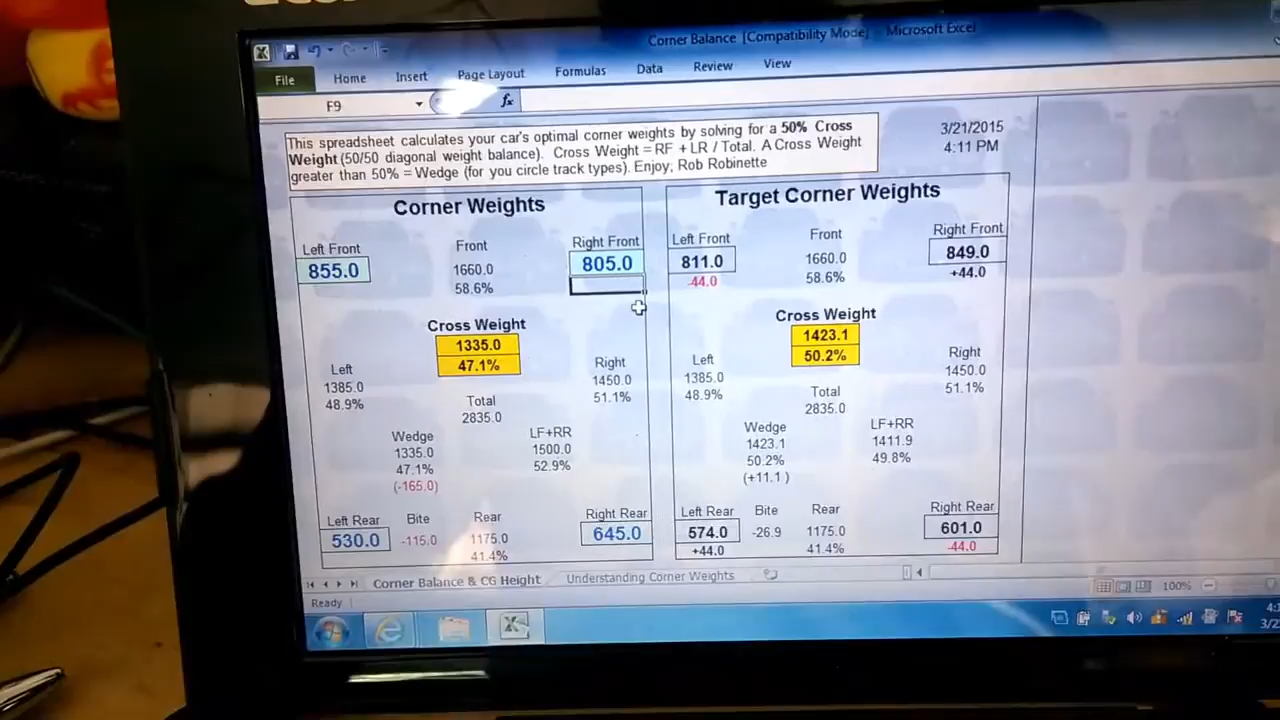 Corner Balance [Compatibility Mode] - Microsoft Excel
File Home Insert Page Layout Formulas Data Review View
F9 fx
This spreadsheet calculates your car's optimal corner weights by solving for a 50% Cross
Weight (50/50 diagonal weight balance). Cross Weight = RF + LR / Total. A Cross Weight
greater than 50% = Wedge (for you circle track types). Enjoy, Rob Robinette
3/21/2015
4:11 PM
Corner Weights
Left Front Front Right Front
855.0 1660.0 805.0
58.6%
Cross Weight
1335.0
47.1%
Left Right
1385.0 1450.0
48.9% 51.1%
Total
2835.0
Wedge LF+RR
1335.0 1500.0
47.1% 52.9%
(-165.0)
Left Rear Bite Rear Right Rear
530.0 -115.0 1175.0 645.0
41.4%
Target Corner Weights
Left Front Front Right Front
811.0 1660.0 849.0
-44.0 58.6% +44.0
Cross Weight
1423.1
50.2%
Left Right
1385.0 1450.0
48.9% 51.1%
Total
2835.0
Wedge LF+RR
1423.1 1411.9
50.2% 49.8%
(+11.1 )
Left Rear Bite Rear Right Rear
574.0 -26.9 1175.0 601.0
+44.0 41.4% -44.0
Corner Balance & CG Height Understanding Corner Weights
Ready 100%